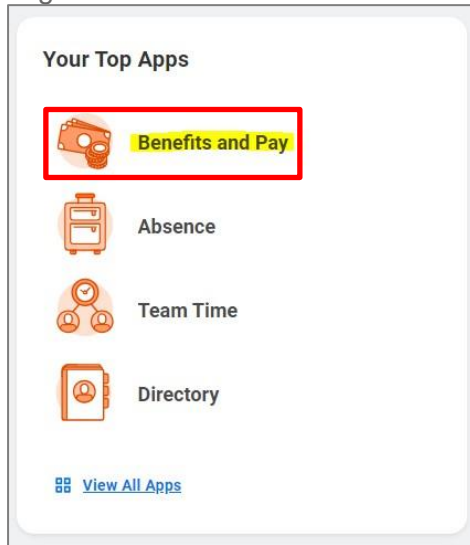 Your Top Apps
Benefits and Pay
Absence
Team Time
Directory
View All Apps